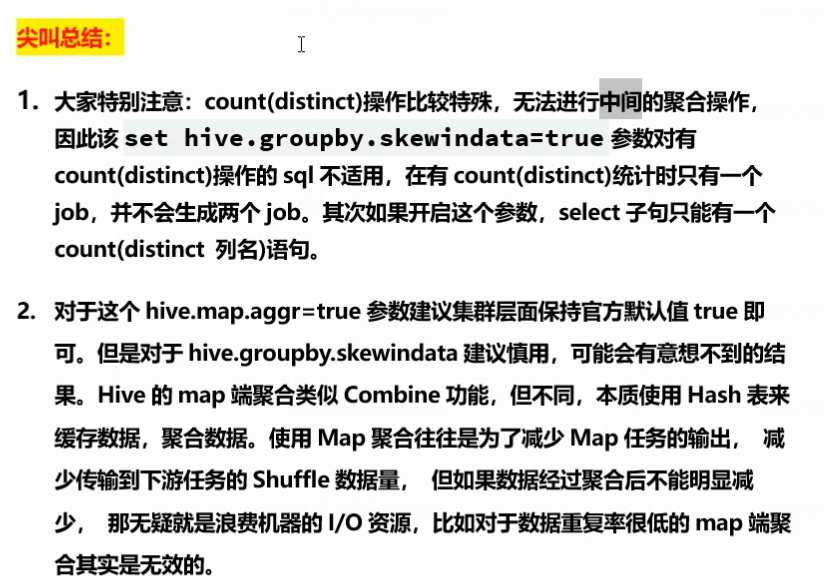 尖叫总结：
1. 大家特别注意：count(distinct)操作比较特殊，无法进行中间的聚合操作，
因此该 set hive.groupby.skewindata=true 参数对有
count(distinct)操作的 sql 不适用，在有 count(distinct)统计时只有一个
job，并不会生成两个 job。其次如果开启这个参数，select 子句只能有一个
count(distinct 列名)语句。
2. 对于这个 hive.map.aggr=true 参数建议集群层面保持官方默认值 true 即
可。但是对于 hive.groupby.skewindata 建议慎用，可能会有意想不到的结
果。Hive 的 map 端聚合类似 Combine 功能，但不同，本质使用 Hash 表来
缓存数据，聚合数据。使用 Map 聚合往往是为了减少 Map 任务的输出， 减
少传输到下游任务的 Shuffle 数据量， 但如果数据经过聚合后不能明显减
少， 那无疑就是浪费机器的 I/O 资源，比如对于数据重复率很低的 map 端聚
合其实是无效的。